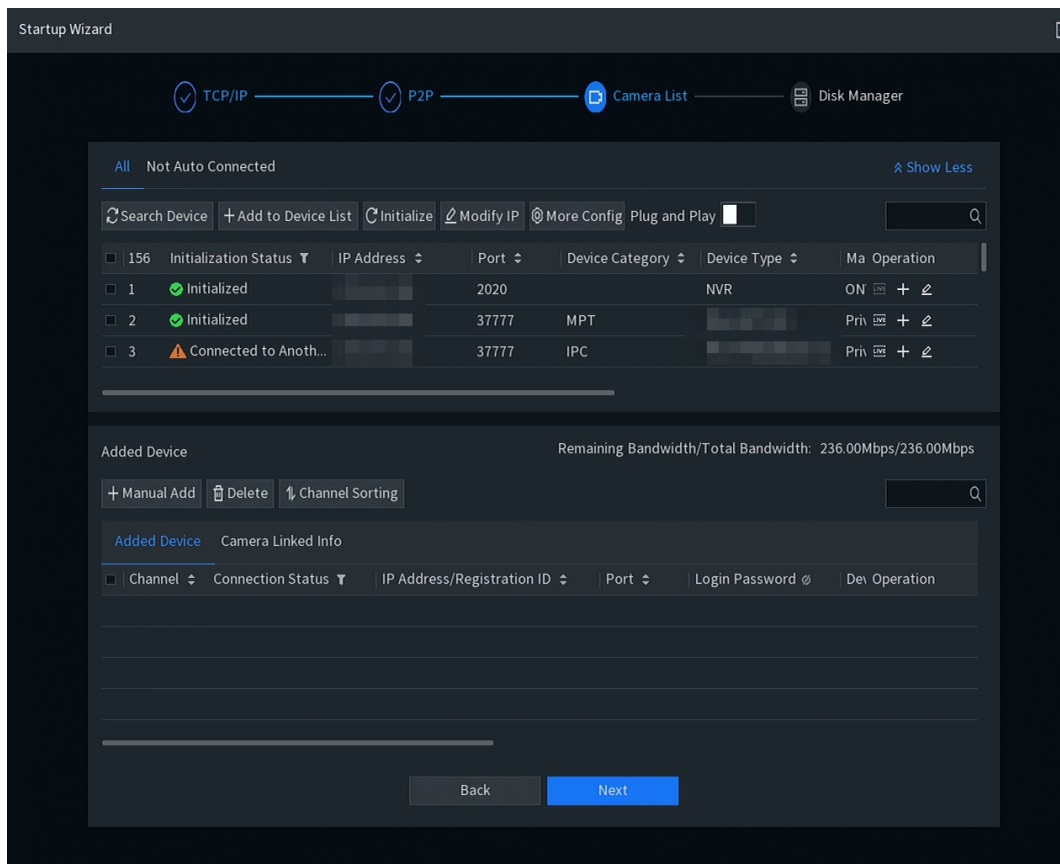 Startup Wizard
TCP/IP P2P Camera List Disk Manager
All Not Auto Connected Show Less
Search Device Add to Device List Initialize Modify IP More Config Plug and Play
156 Initialization Status IP Address Port Device Category Device Type Ma Operation
1 Initialized 2020 NVR ON
2 Initialized 37777 MPT Priv
3 Connected to Anoth... 37777 IPC Priv
Added Device Remaining Bandwidth/Total Bandwidth: 236.00Mbps/236.00Mbps
Manual Add Delete Channel Sorting
Added Device Camera Linked Info
Channel Connection Status IP Address/Registration ID Port Login Password Dev Operation
Back Next